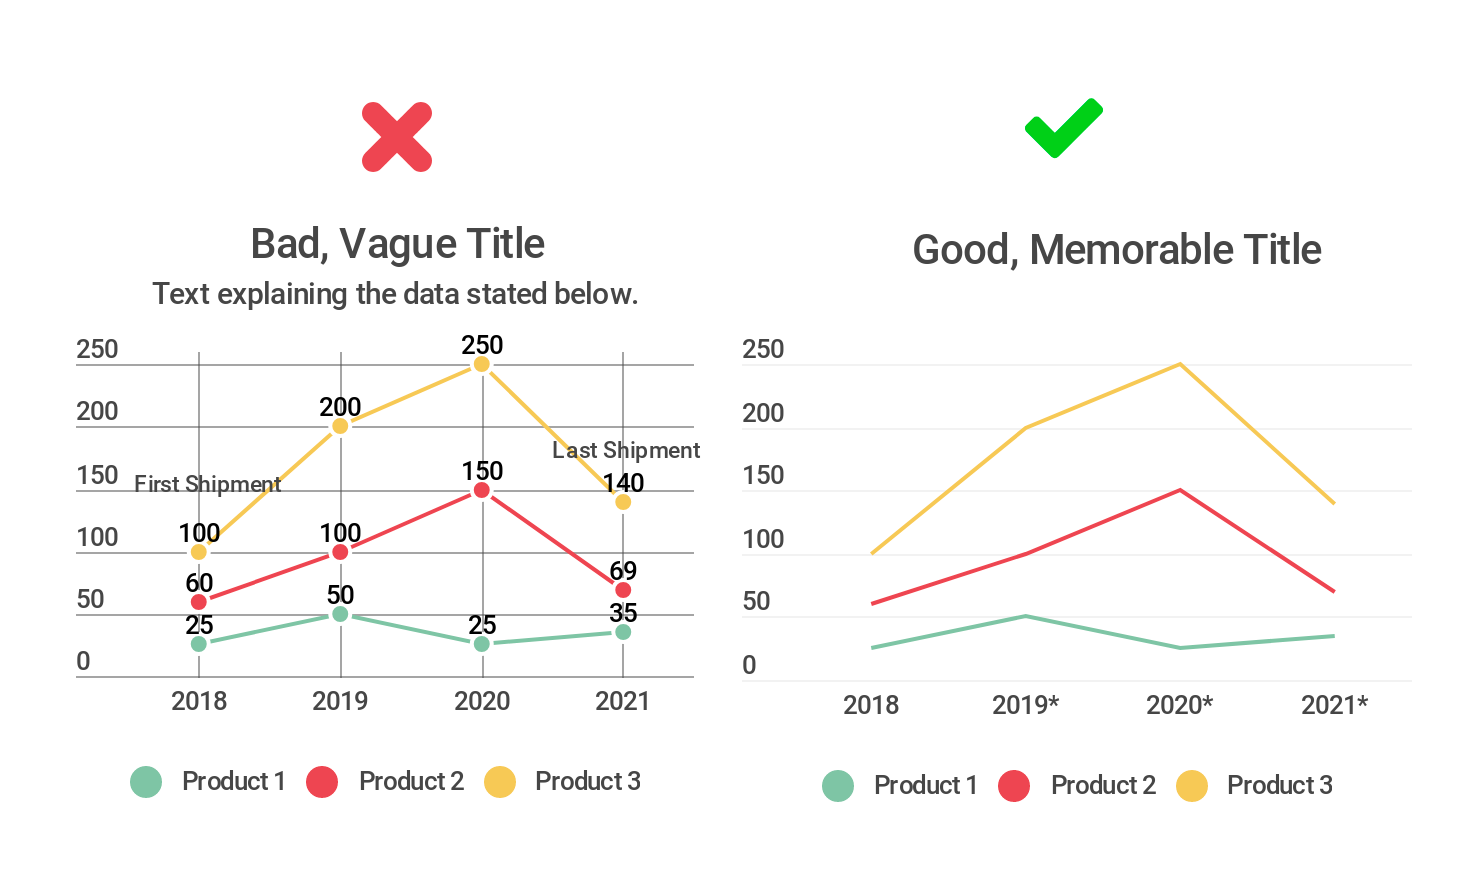 Bad, Vague Title
Text explaining the data stated below.
250
200
150
100
50
0
250
200
Last Shipment
150
140
First Shipment
100
100
69
60
50
35
25
25
2018 2019 2020 2021
Product 1 Product 2 Product 3
Good, Memorable Title
250
200
150
100
50
0
2018 2019* 2020* 2021*
Product 1 Product 2 Product 3